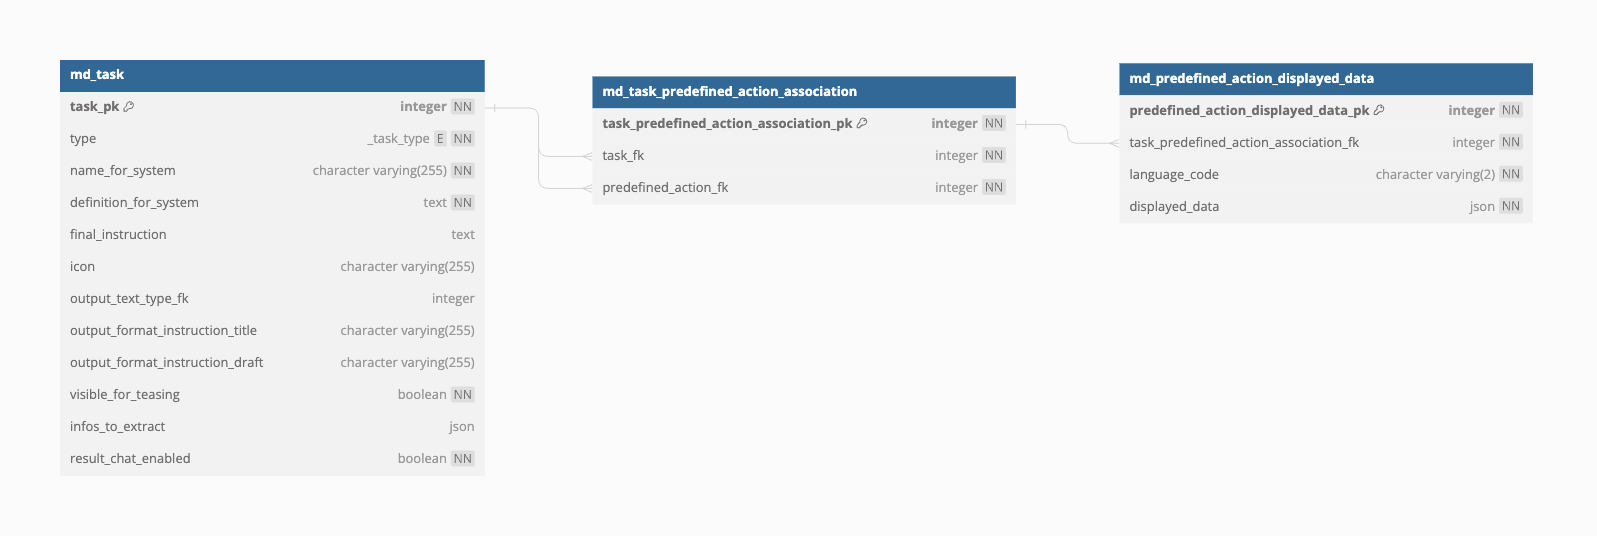 md_task
task_pk integer NN
type _task_type E NN
name_for_system character varying(255) NN
definition_for_system text NN
final_instruction text
icon character varying(255)
output_text_type_fk integer
output_format_instruction_title character varying(255)
output_format_instruction_draft character varying(255)
visible_for_teasing boolean NN
infos_to_extract json
result_chat_enabled boolean NN
md_task_predefined_action_association
task_predefined_action_association_pk integer NN
task_fk integer NN
predefined_action_fk integer NN
md_predefined_action_displayed_data
predefined_action_displayed_data_pk integer NN
task_predefined_action_association_fk integer NN
language_code character varying(2) NN
displayed_data json NN